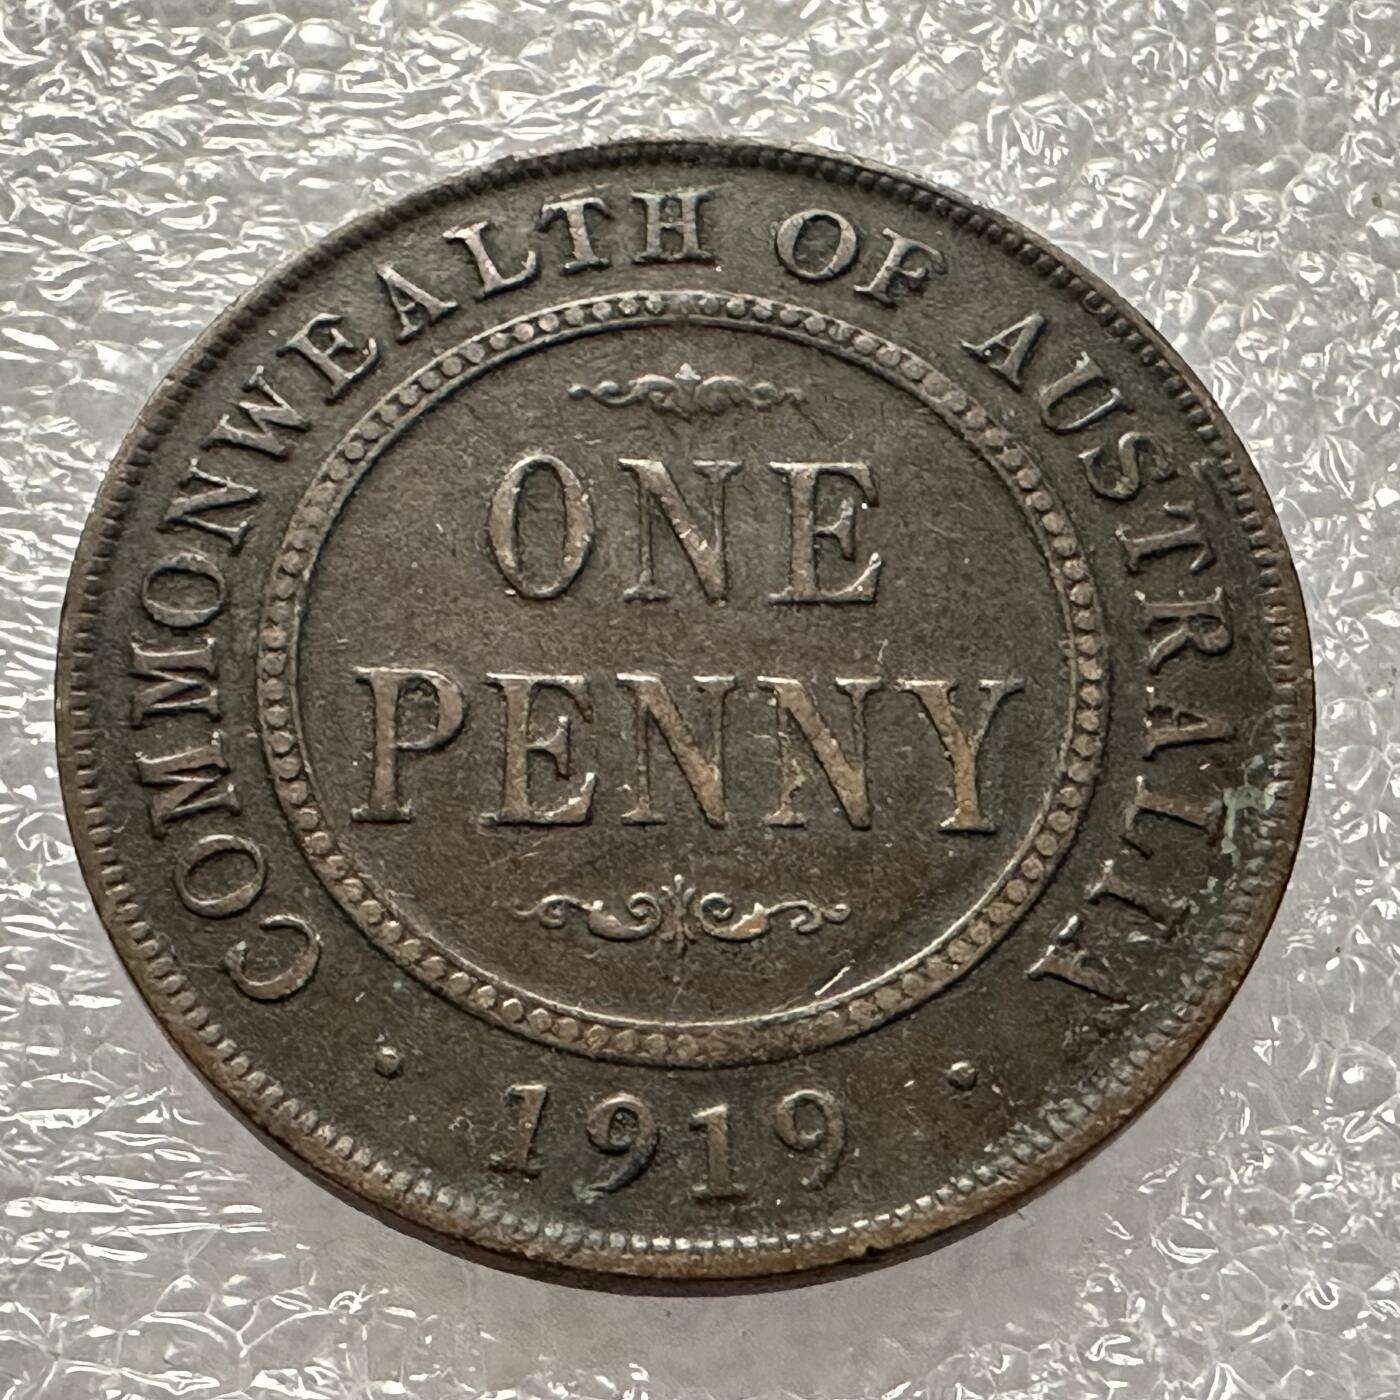 COMMONWEALTH OF AUSTRALIA
ONE
PENNY
· 1919 ·